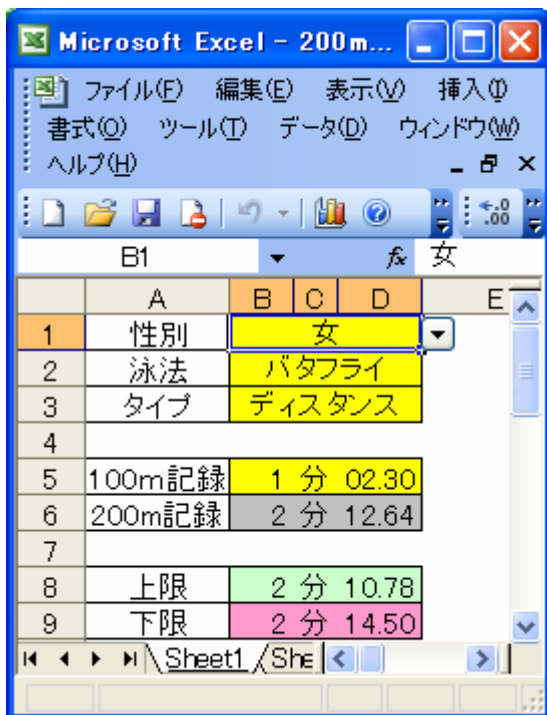 Microsoft Excel - 200m...
ファイル(F) 編集(E) 表示(V) 挿入(I)
書式(O) ツール(T) データ(D) ウィンドウ(W)
ヘルプ(H)
B1 fx 女
A B C D E
1 性別 女
2 泳法 バタフライ
3 タイプ ディスタンス
4
5 100m記録 1 分 02.30
6 200m記録 2 分 12.64
7
8 上限 2 分 10.78
9 下限 2 分 14.50
Sheet1 She